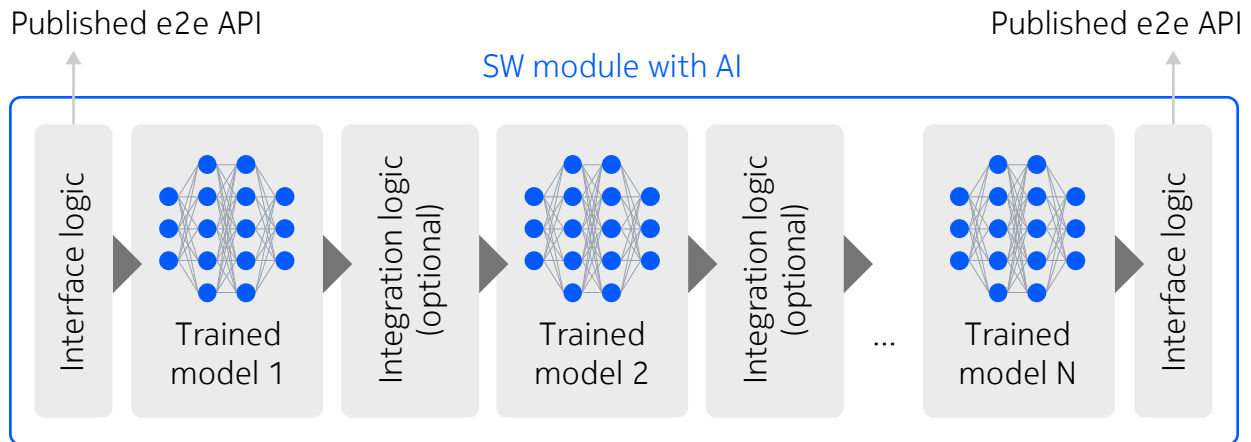 Published e2e API
Published e2e API
SW module with AI
Interface logic
Trained
model 1
Integration logic
(optional)
Trained
model 2
Integration logic
(optional)
...
Trained
model N
Interface logic